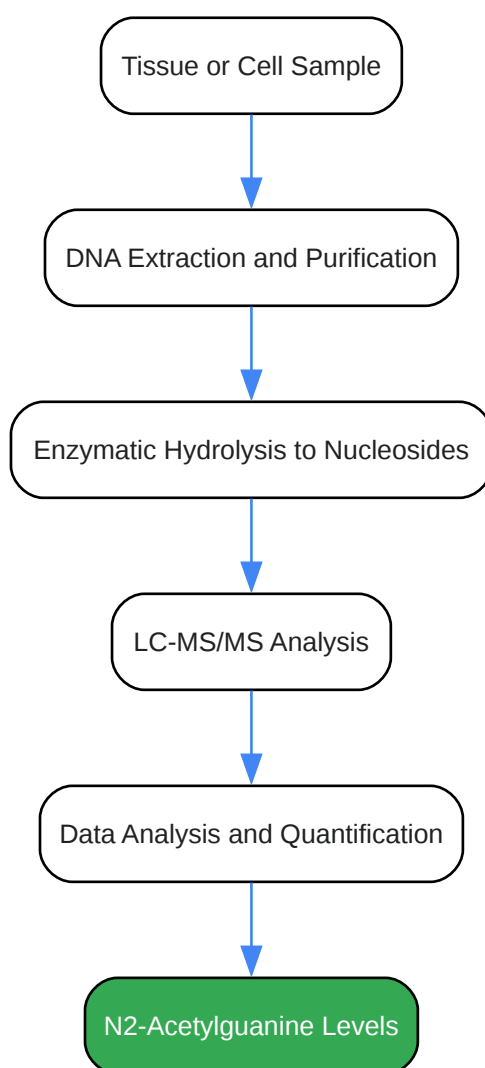 Tissue or Cell Sample
DNA Extraction and Purification
Enzymatic Hydrolysis to Nucleosides
LC-MS/MS Analysis
Data Analysis and Quantification
N2-Acetylguanine Levels